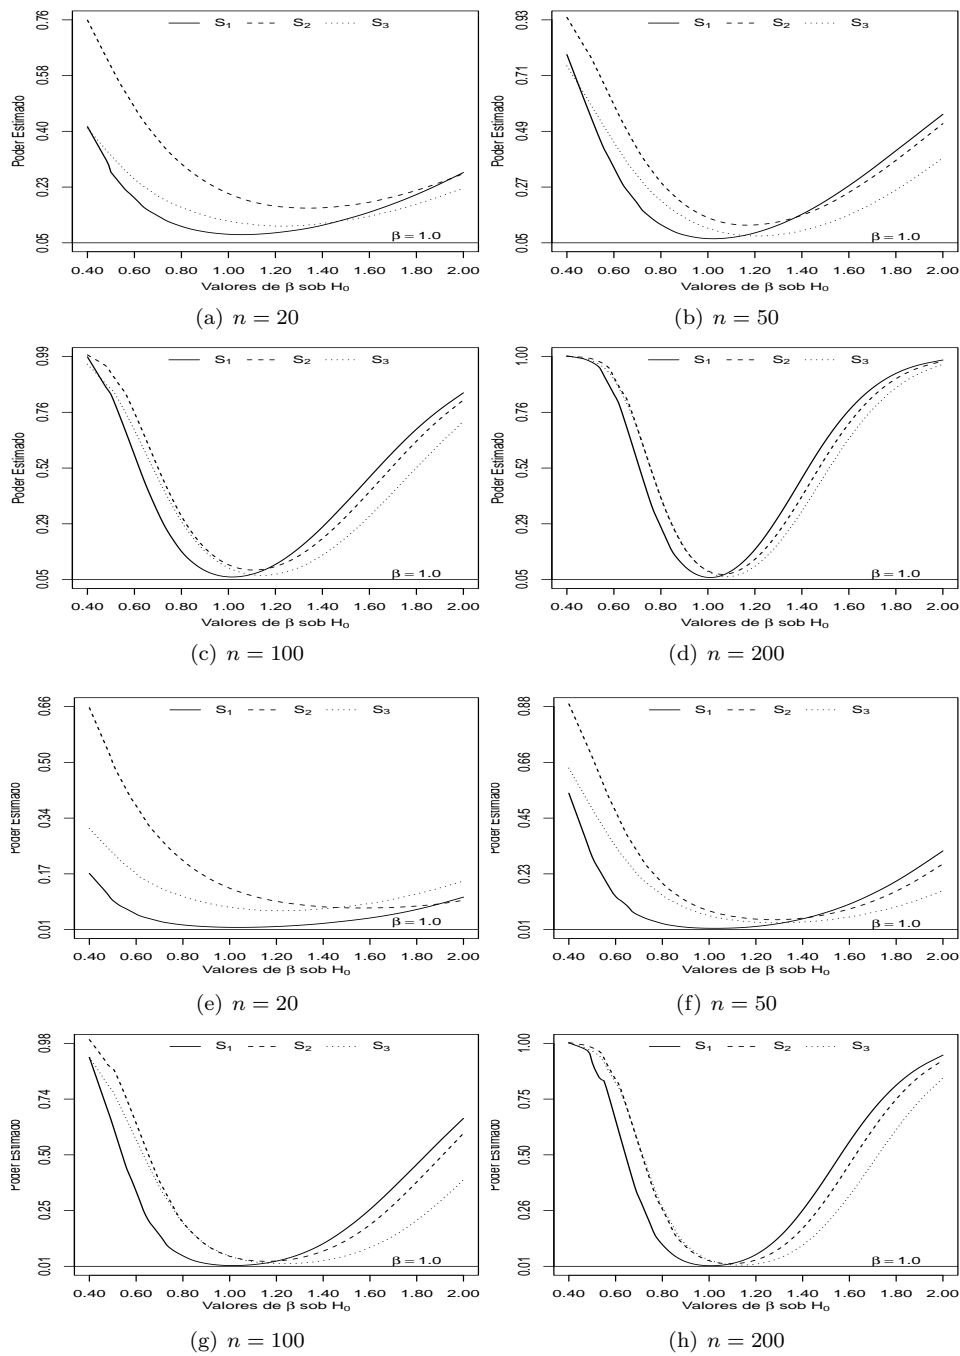 S1 S2 S3
0.76
0.58
0.40
0.23
0.05
Poder Estimado
β = 1.0
0.40 0.60 0.80 1.00 1.20 1.40 1.60 1.80 2.00
Valores de β sob H0
(a) n = 20
S1 S2 S3
0.93
0.71
0.49
0.27
0.05
Poder Estimado
β = 1.0
0.40 0.60 0.80 1.00 1.20 1.40 1.60 1.80 2.00
Valores de β sob H0
(b) n = 50
S1 S2 S3
0.99
0.76
0.52
0.29
0.05
Poder Estimado
β = 1.0
0.40 0.60 0.80 1.00 1.20 1.40 1.60 1.80 2.00
Valores de β sob H0
(c) n = 100
S1 S2 S3
1.00
0.76
0.52
0.29
0.05
Poder Estimado
β = 1.0
0.40 0.60 0.80 1.00 1.20 1.40 1.60 1.80 2.00
Valores de β sob H0
(d) n = 200
S1 S2 S3
0.66
0.50
0.34
0.17
0.01
Poder Estimado
β = 1.0
0.40 0.60 0.80 1.00 1.20 1.40 1.60 1.80 2.00
Valores de β sob H0
(e) n = 20
S1 S2 S3
0.88
0.66
0.45
0.23
0.01
Poder Estimado
β = 1.0
0.40 0.60 0.80 1.00 1.20 1.40 1.60 1.80 2.00
Valores de β sob H0
(f) n = 50
S1 S2 S3
0.98
0.74
0.50
0.25
0.01
Poder Estimado
β = 1.0
0.40 0.60 0.80 1.00 1.20 1.40 1.60 1.80 2.00
Valores de β sob H0
(g) n = 100
S1 S2 S3
1.00
0.75
0.50
0.26
0.01
Poder Estimado
β = 1.0
0.40 0.60 0.80 1.00 1.20 1.40 1.60 1.80 2.00
Valores de β sob H0
(h) n = 200